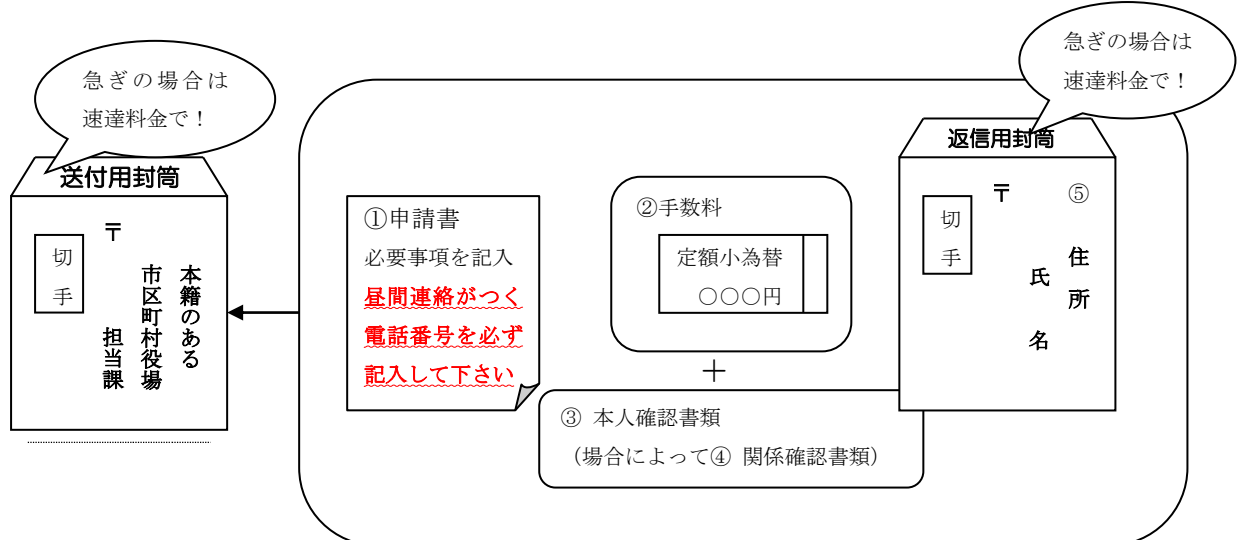 急ぎの場合は
速達料金で！
送付用封筒
切
手
〒
本籍のある
市区町村役場
担当課
①申請書
必要事項を記入
昼間連絡がつく
電話番号を必ず
記入して下さい
②手数料
定額小為替
〇〇〇円
＋
③ 本人確認書類
（場合によって④ 関係確認書類）
急ぎの場合は
速達料金で！
返信用封筒
切
手
〒
⑤
住所
氏名